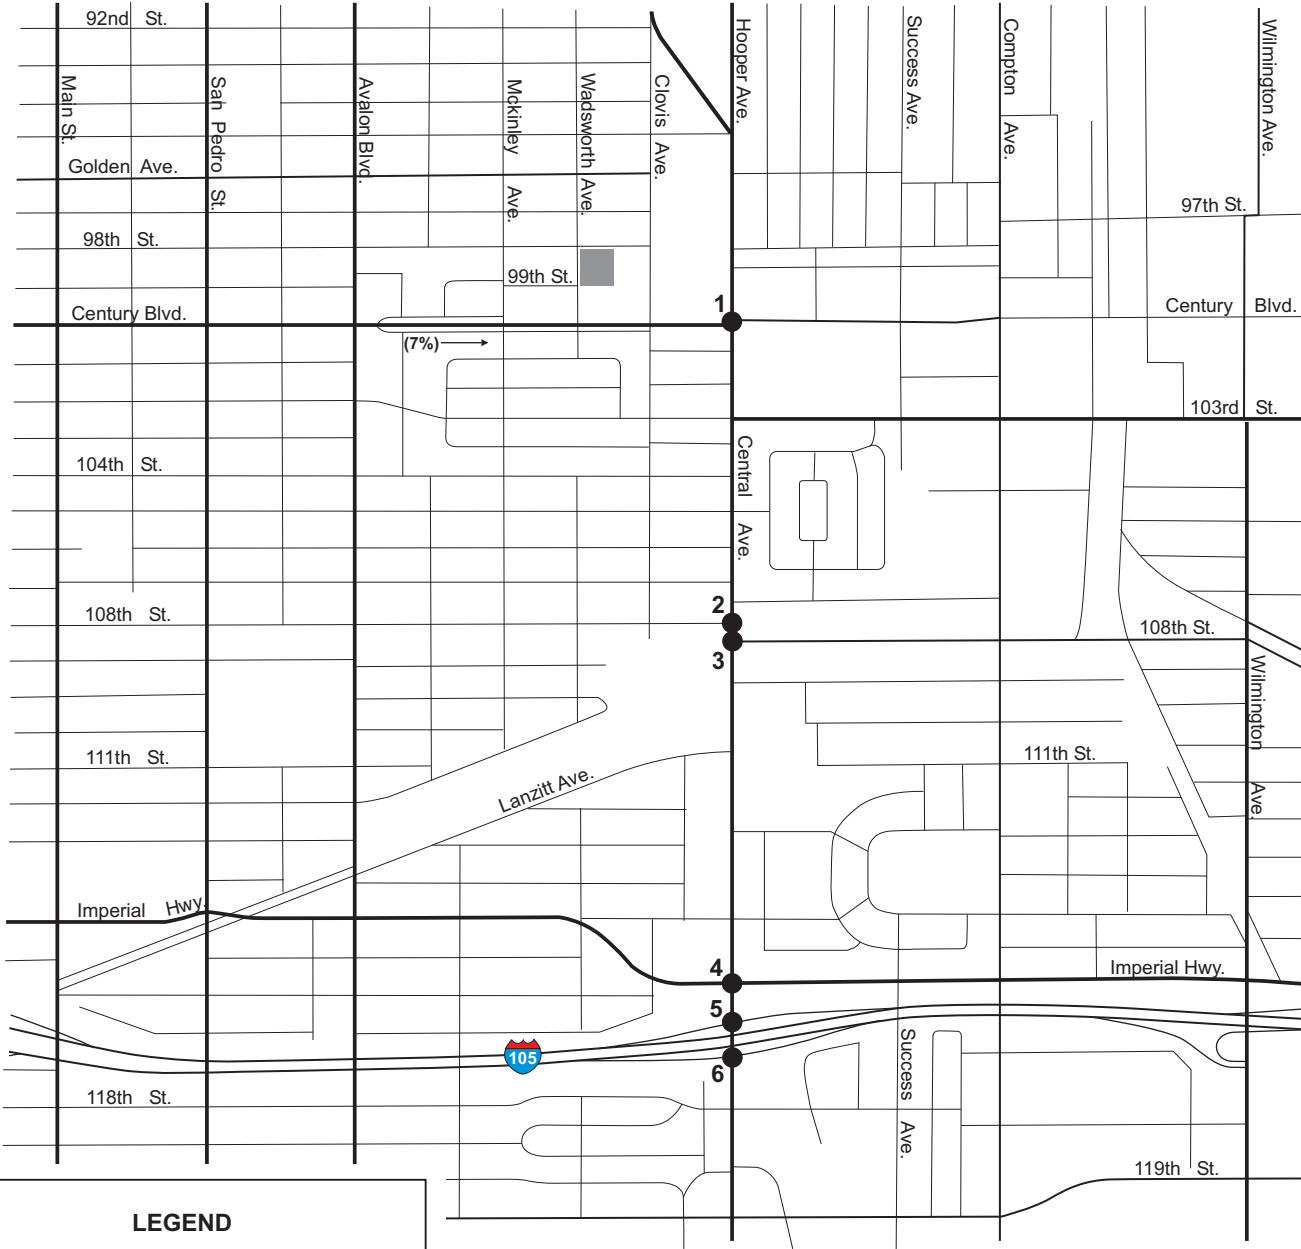 92nd St.
Main St.
San Pedro St.
Avalon Blvd.
Mckinley Ave.
Wadsworth Ave.
Clovis Ave.
Hooper Ave.
Success Ave.
Compton Ave.
Wilmington Ave.
Golden Ave.
97th St.
98th St.
99th St.
Century Blvd.
1
Century Blvd.
(7%)
103rd St.
104th St.
Central Ave.
108th St.
2
3
108th St.
Wilmington Ave.
111th St.
111th St.
Lanzitt Ave.
Imperial Hwy.
4
Imperial Hwy.
5
105
6
Success Ave.
118th St.
119th St.
LEGEND